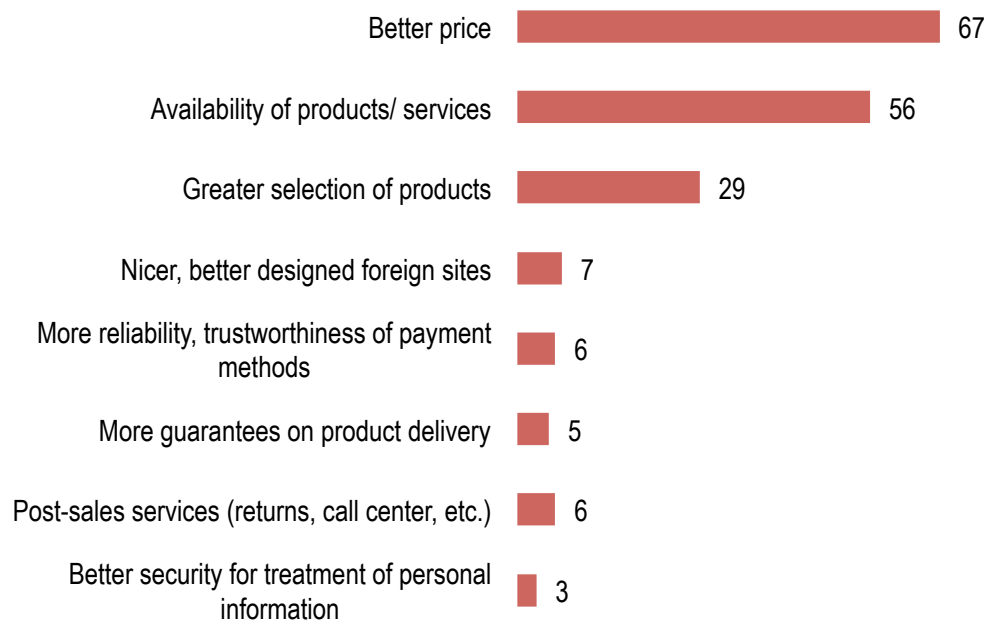 Better price 67
Availability of products/ services 56
Greater selection of products 29
Nicer, better designed foreign sites 7
More reliability, trustworthiness of payment
methods 6
More guarantees on product delivery 5
Post-sales services (returns, call center, etc.) 6
Better security for treatment of personal
information 3